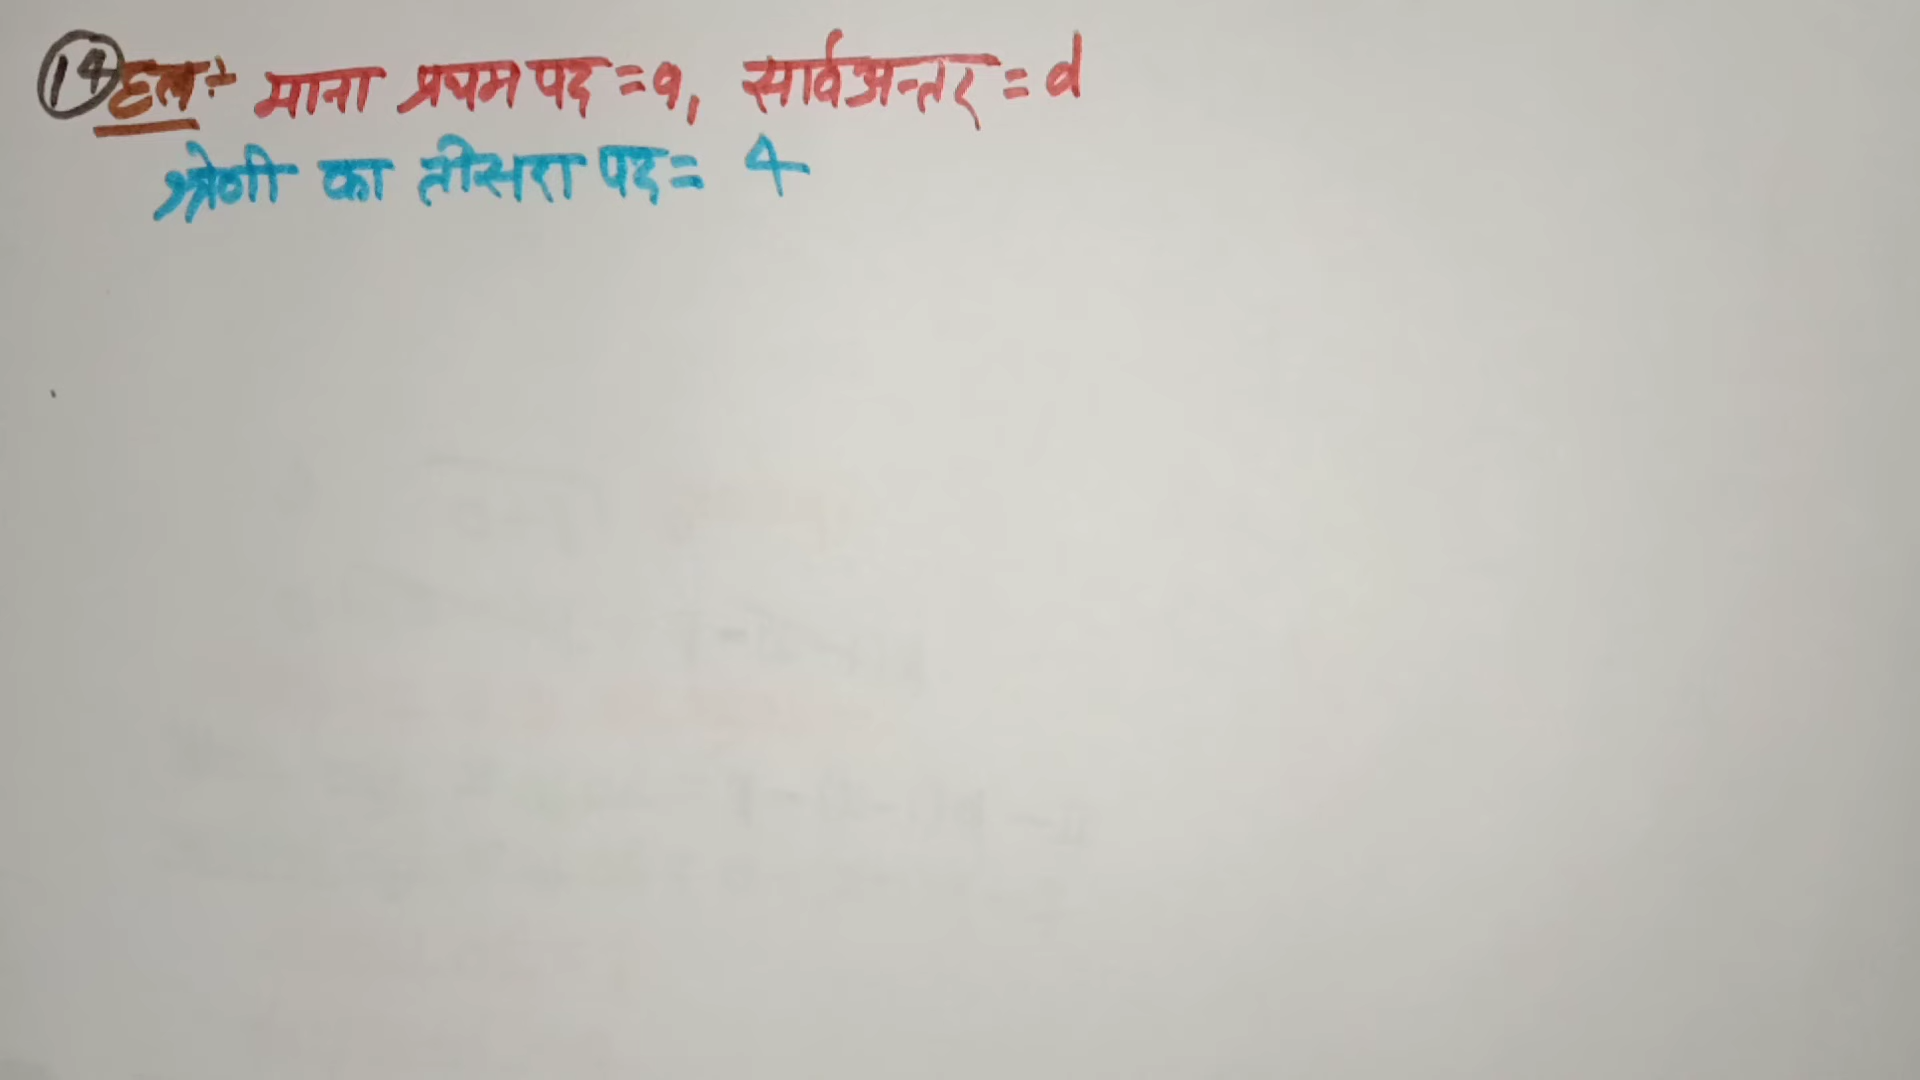 14 हल÷ माना प्रथम पद = a, सार्वअन्तर = d
श्रेणी का तीसरा पद = 4